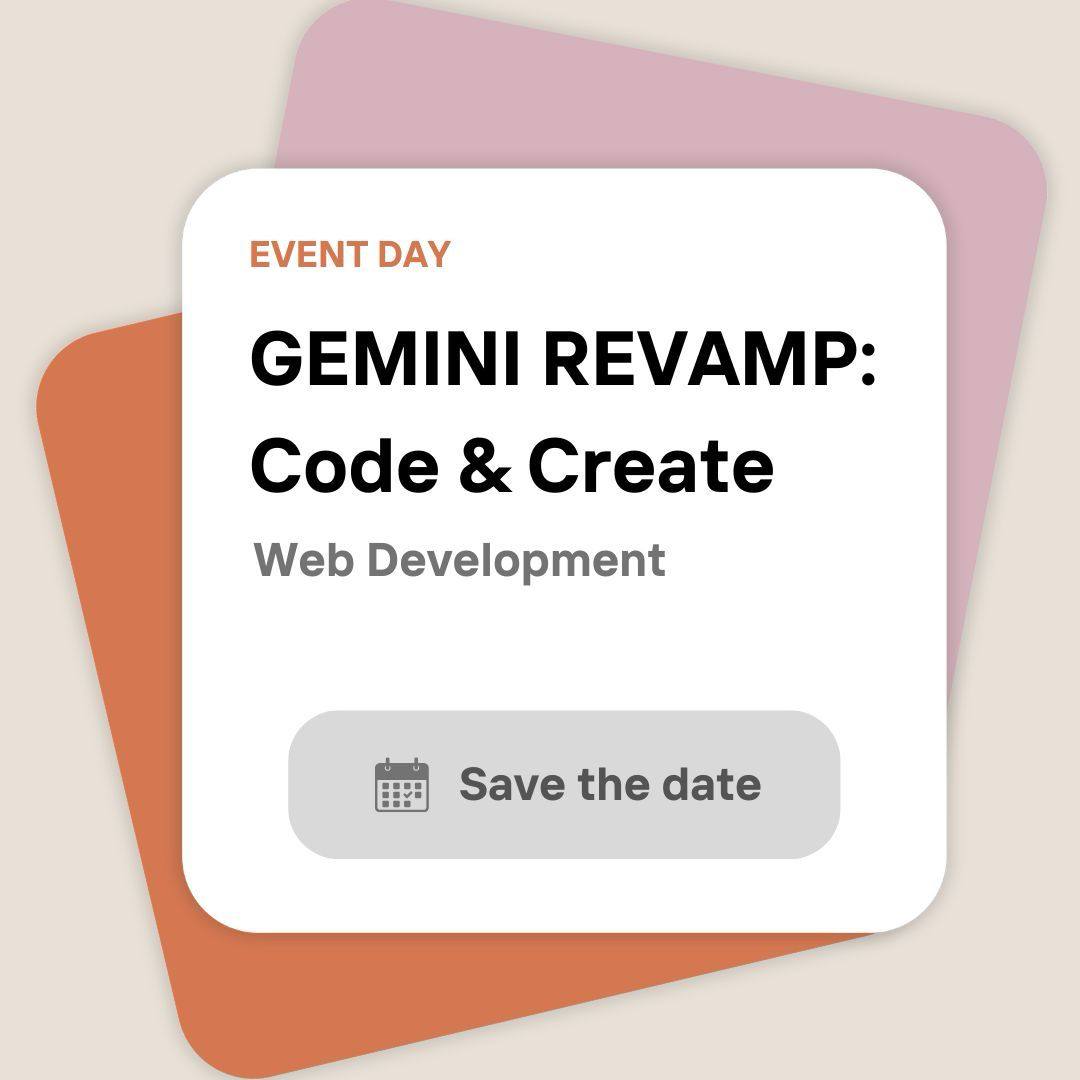 EVENT DAY
GEMINI REVAMP:
Code & Create
Web Development
Save the date